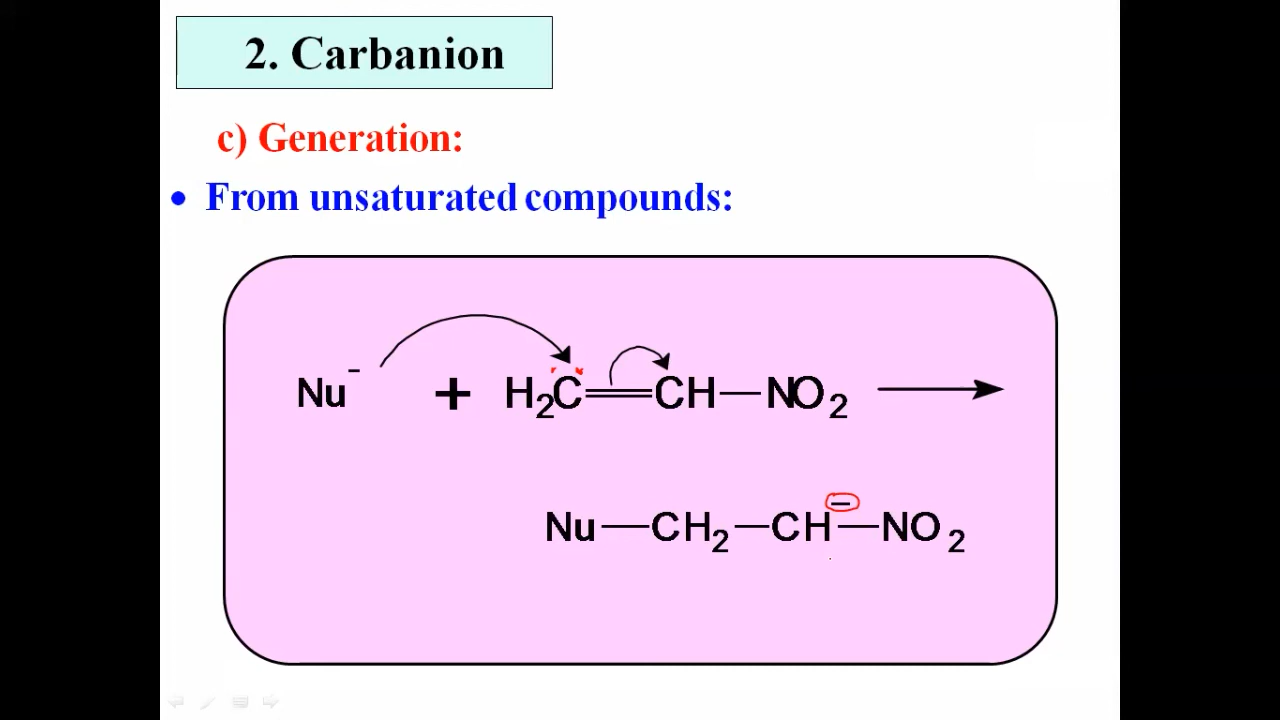 2. Carbanion
c) Generation:
• From unsaturated compounds:
Nu⁻ + H₂C=CH—NO₂ ⟶
Nu—CH₂—CH⁻—NO₂